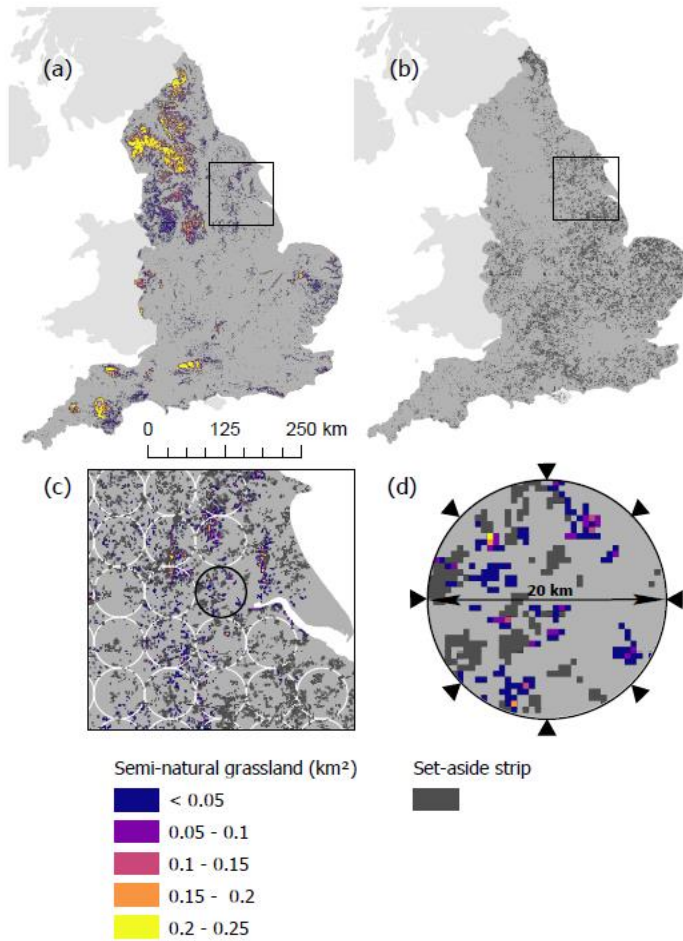 (a)
(b)
0 125 250 km
(c)
(d)
20 km
Semi-natural grassland (km²)
Set-aside strip
< 0.05
0.05 - 0.1
0.1 - 0.15
0.15 - 0.2
0.2 - 0.25